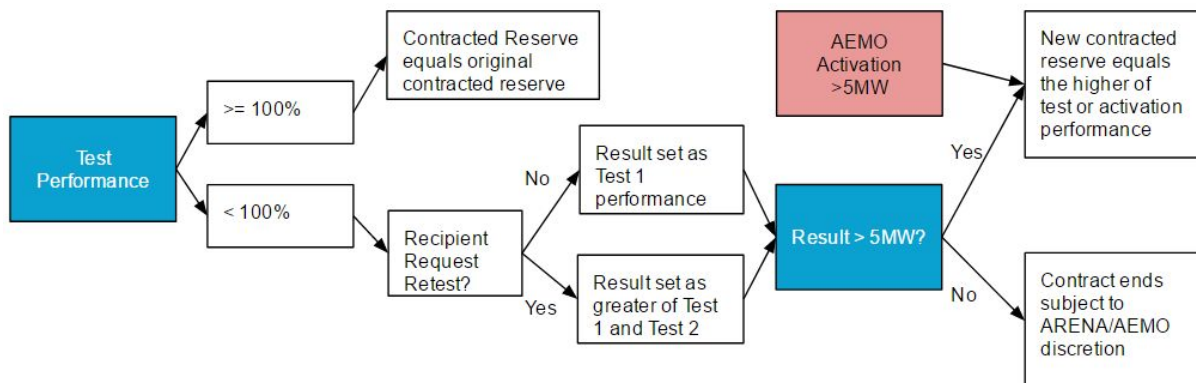 Test
Performance
>= 100%
< 100%
Contracted Reserve
equals original
contracted reserve
Recipient
Request
Retest?
No
Yes
Result set as
Test 1
performance
Result set as
greater of Test
1 and Test 2
AEMO
Activation
>5MW
Result > 5MW?
Yes
No
New contracted
reserve equals
the higher of
test or activation
performance
Contract ends
subject to
ARENA/AEMO
discretion